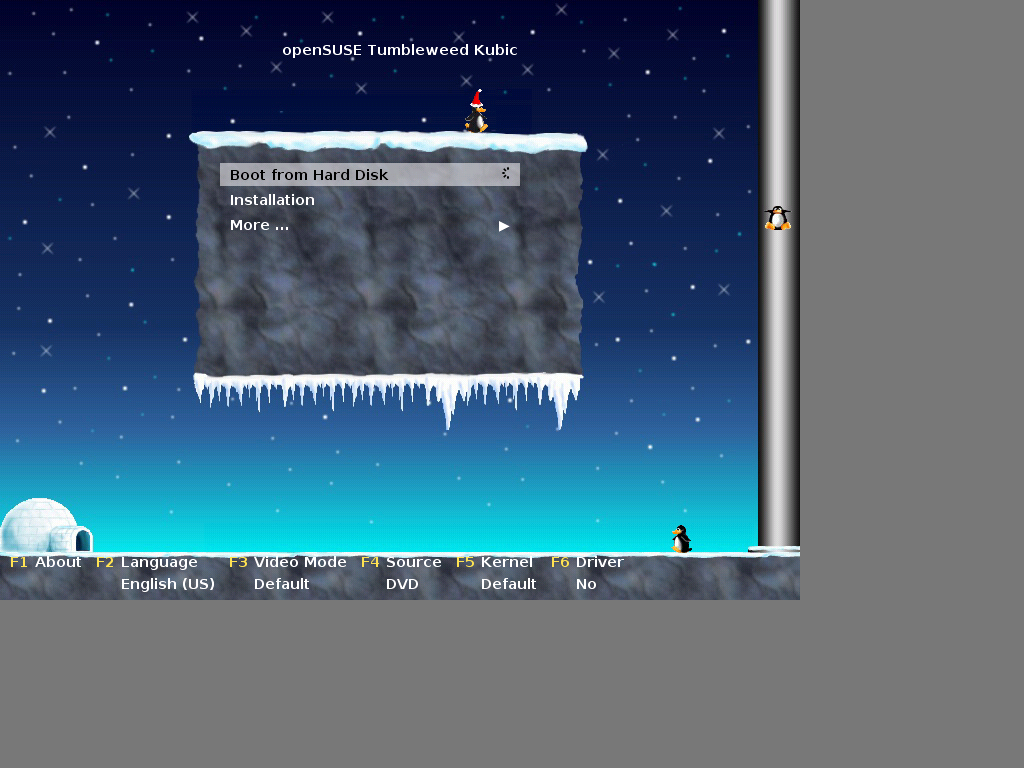 openSUSE Tumbleweed Kubic
Boot from Hard Disk
Installation
More ...
F1 About F2 Language F3 Video Mode F4 Source F5 Kernel F6 Driver
English (US) Default DVD Default No